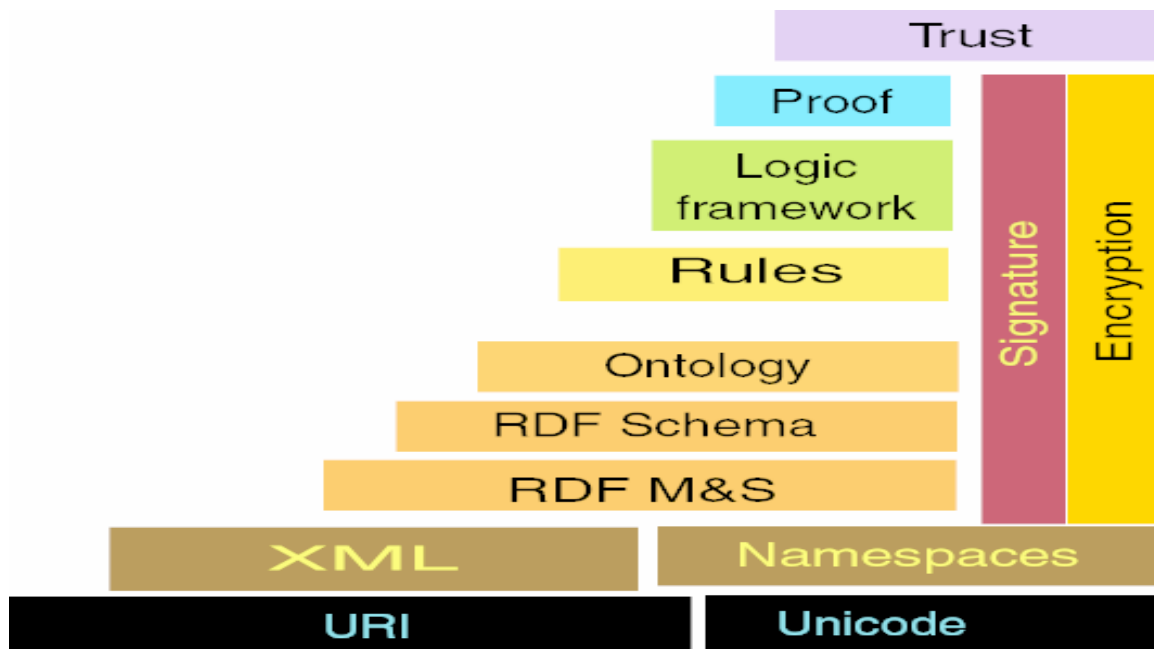 Trust
Proof
Logic
framework
Rules
Ontology
RDF Schema
RDF M&S
Signature
Encryption
XML
Namespaces
URI
Unicode